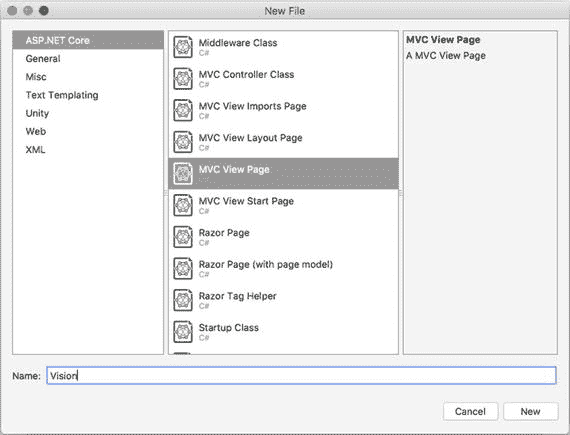 New File
ASP.NET Core
General
Misc
Text Templating
Unity
Web
XML
Middleware Class
C#
MVC Controller Class
C#
MVC View Imports Page
C#
MVC View Layout Page
C#
MVC View Page
MVC View Start Page
C#
Razor Page
C#
Razor Page (with page model)
C#
Razor Tag Helper
C#
Startup Class
C#
MVC View Page
A MVC View Page
Name: Vision
Cancel
New